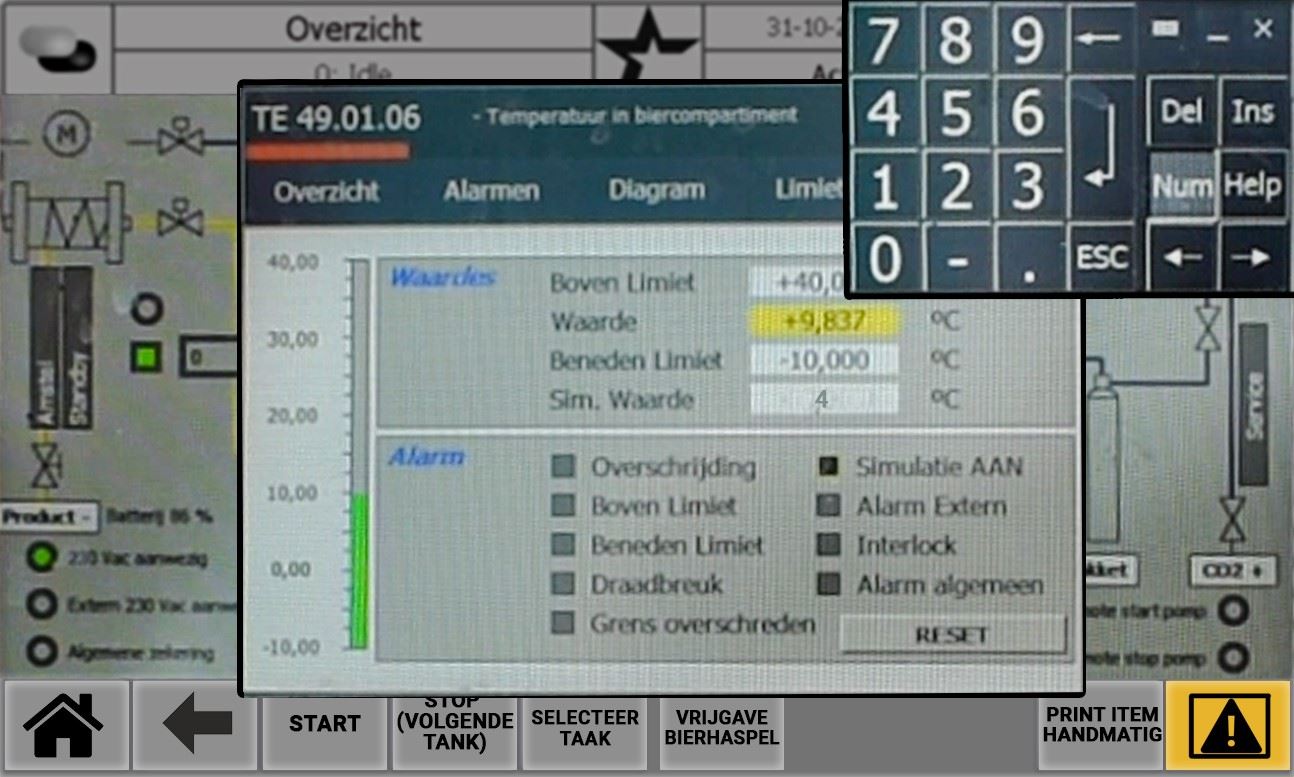 Overzicht
31-10-2
0: Idle
Ac
TE 49.01.06
- Temperatuur in biercompartiment
Overzicht Alarmen Diagram Limiet
7 8 9
4 5 6 Del Ins
1 2 3 Num Help
0 - . ESC
M
40,00
30,00
20,00
10,00
0,00
-10,00
Waardes
Boven Limiet +40,0
Waarde +9,837 ºC
Beneden Limiet -10,000 ºC
Sim. Waarde 4 ºC
Alarm
Overschrijding Simulatie AAN
Boven Limiet Alarm Extern
Beneden Limiet Interlock
Draadbreuk Alarm algemeen
Grens overschreden RESET
0
Amstel
Standby
Service
Product - Batterij 86 %
230 Vac aanwezig
Extern 230 Vac aanw
Algemene zekering
kket
CO2 +
ote start pomp
ote stop pomp
START
STOP
(VOLGENDE
TANK)
SELECTEER
TAAK
VRIJGAVE
BIERHASPEL
PRINT ITEM
HANDMATIG